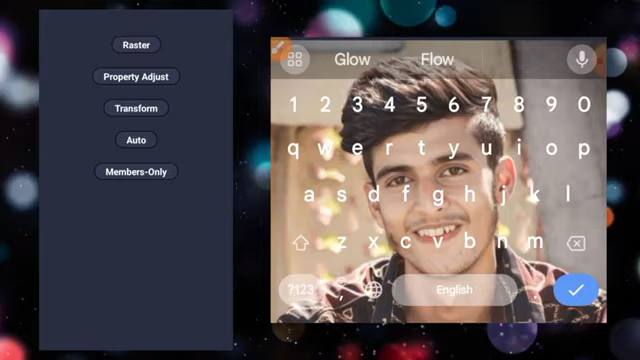 Raster
Property Adjust
Transform
Auto
Members-Only
Glow Flow
1 2 3 4 5 6 7 8 9 0
q w e r t y u i o p
a s d f g h j k l
z x c v b n m
?123 , English .